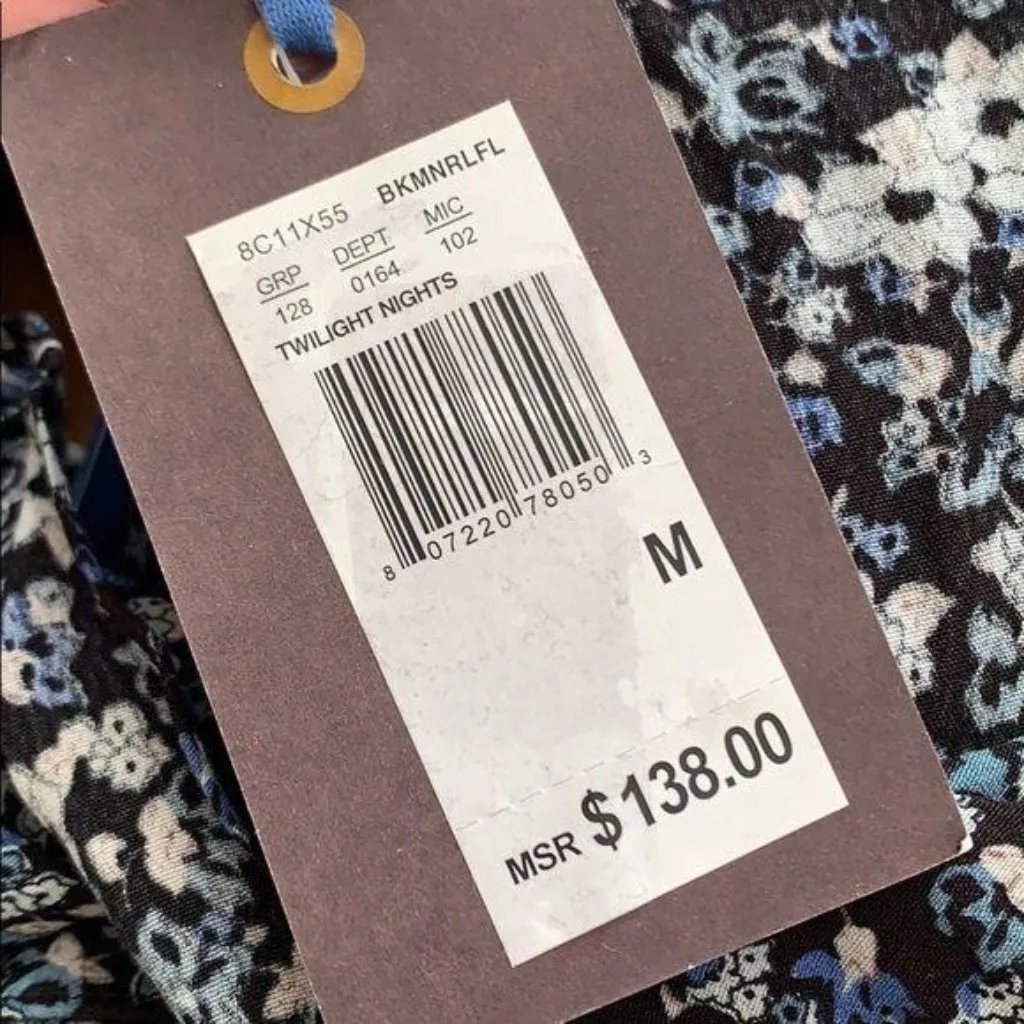 8C11X55 BKMNRLFL
GRP DEPT MIC
128 0164 102
TWILIGHT NIGHTS
8 07220 78050 3
M
MSR $138.00